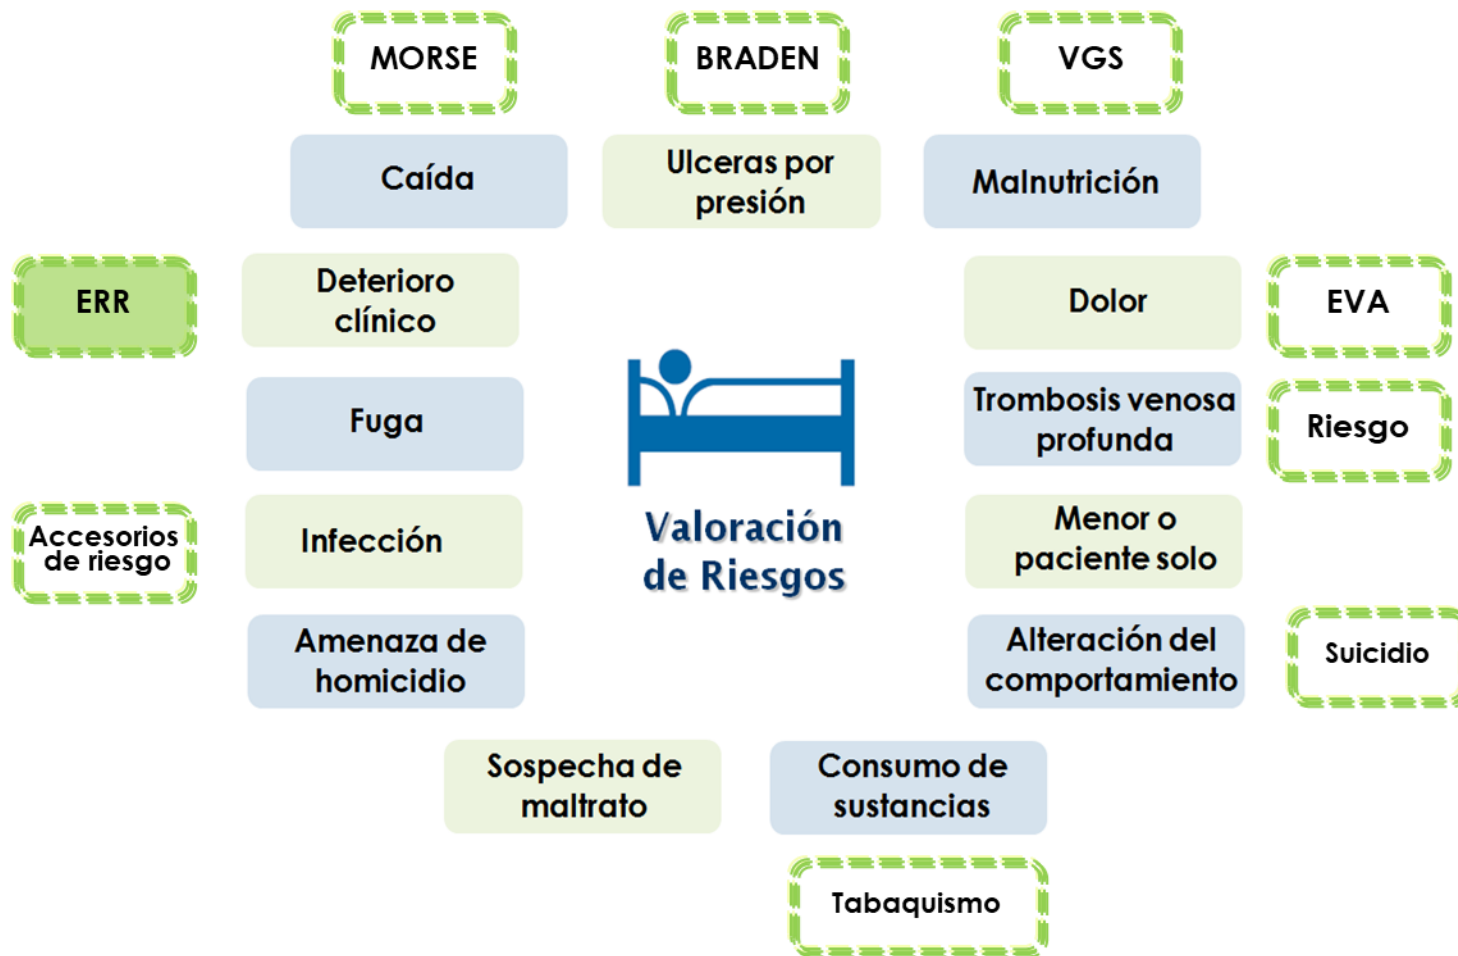 MORSE
BRADEN
VGS
Caída
Ulceras por
presión
Malnutrición
ERR
Deterioro
clínico
Dolor
EVA
Fuga
Trombosis venosa
profunda
Riesgo
Accesorios
de riesgo
Infección
Valoración
de Riesgos
Menor o
paciente solo
Amenaza de
homicidio
Alteración del
comportamiento
Suicidio
Sospecha de
maltrato
Consumo de
sustancias
Tabaquismo